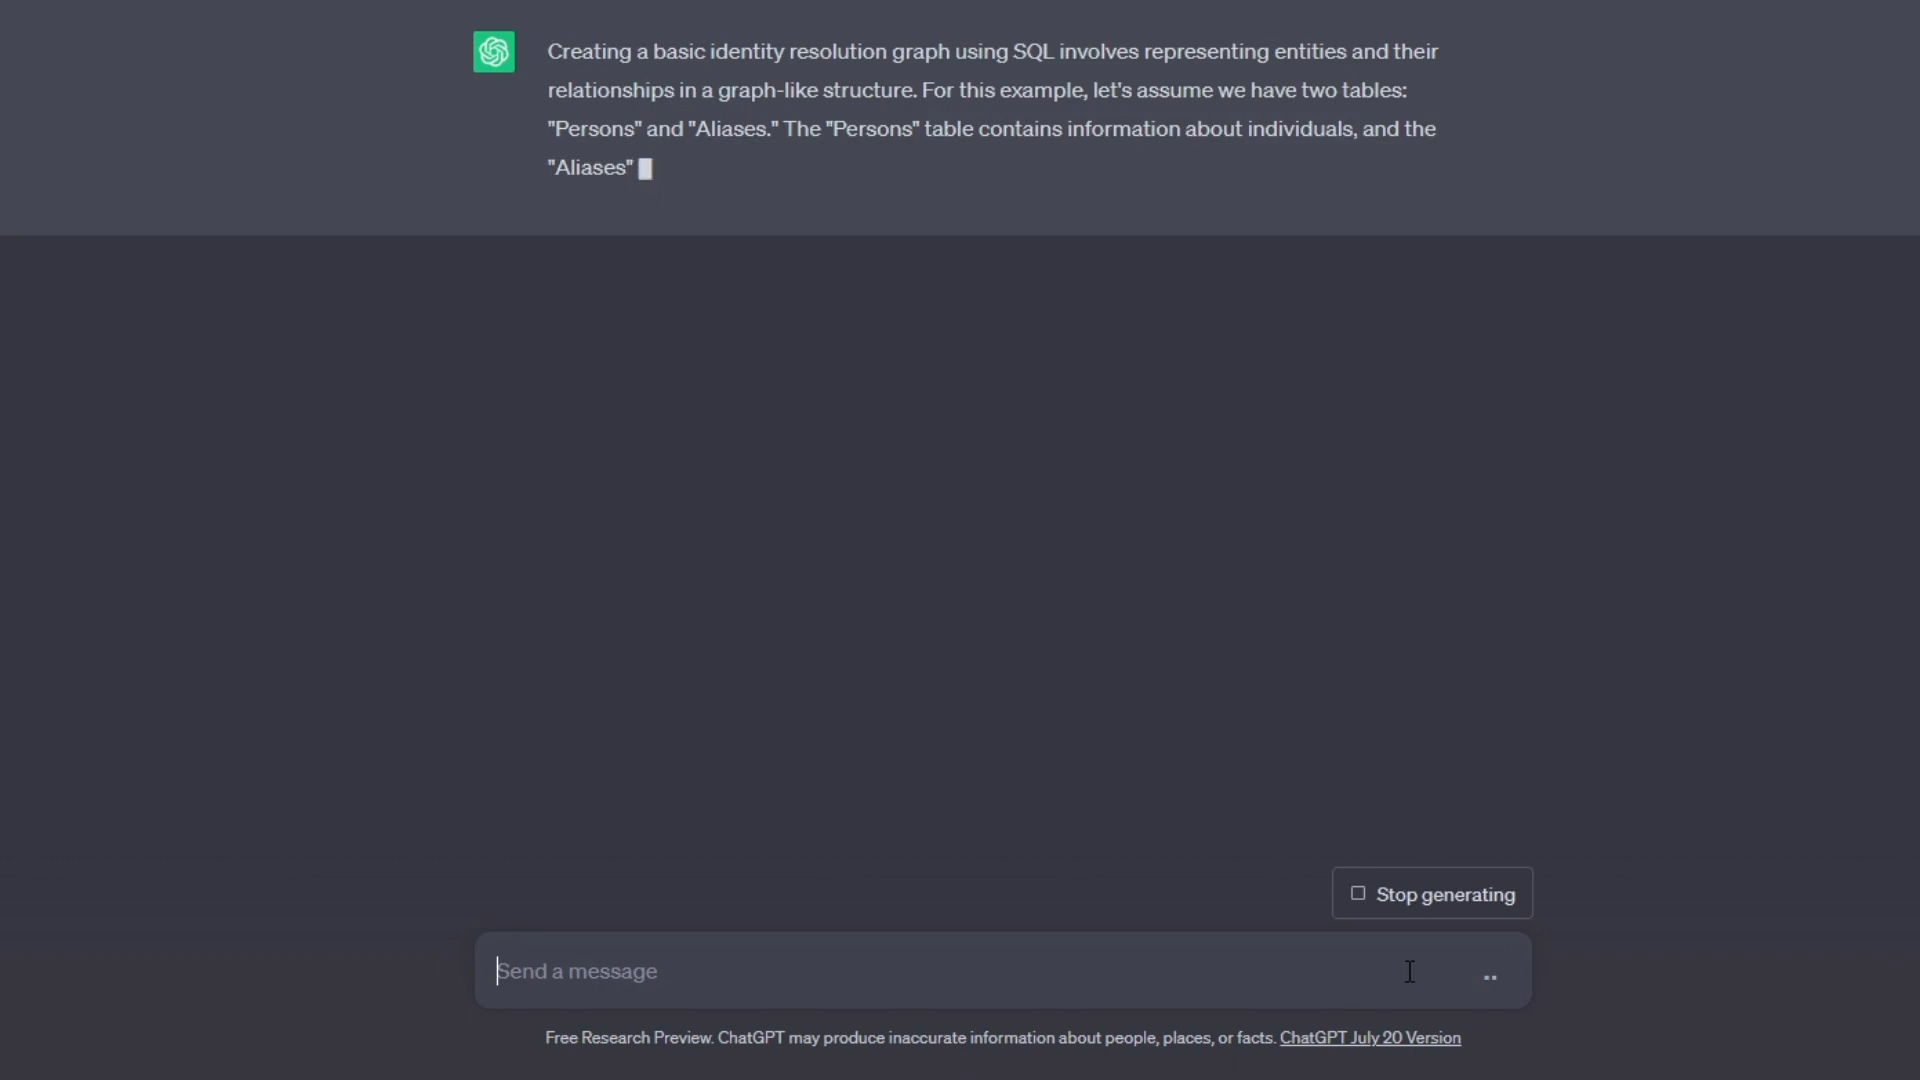 Creating a basic identity resolution graph using SQL involves representing entities and their
relationships in a graph-like structure. For this example, let's assume we have two tables:
"Persons" and "Aliases." The "Persons" table contains information about individuals, and the
"Aliases"
Stop generating
Send a message
Free Research Preview. ChatGPT may produce inaccurate information about people, places, or facts. ChatGPT July 20 Version